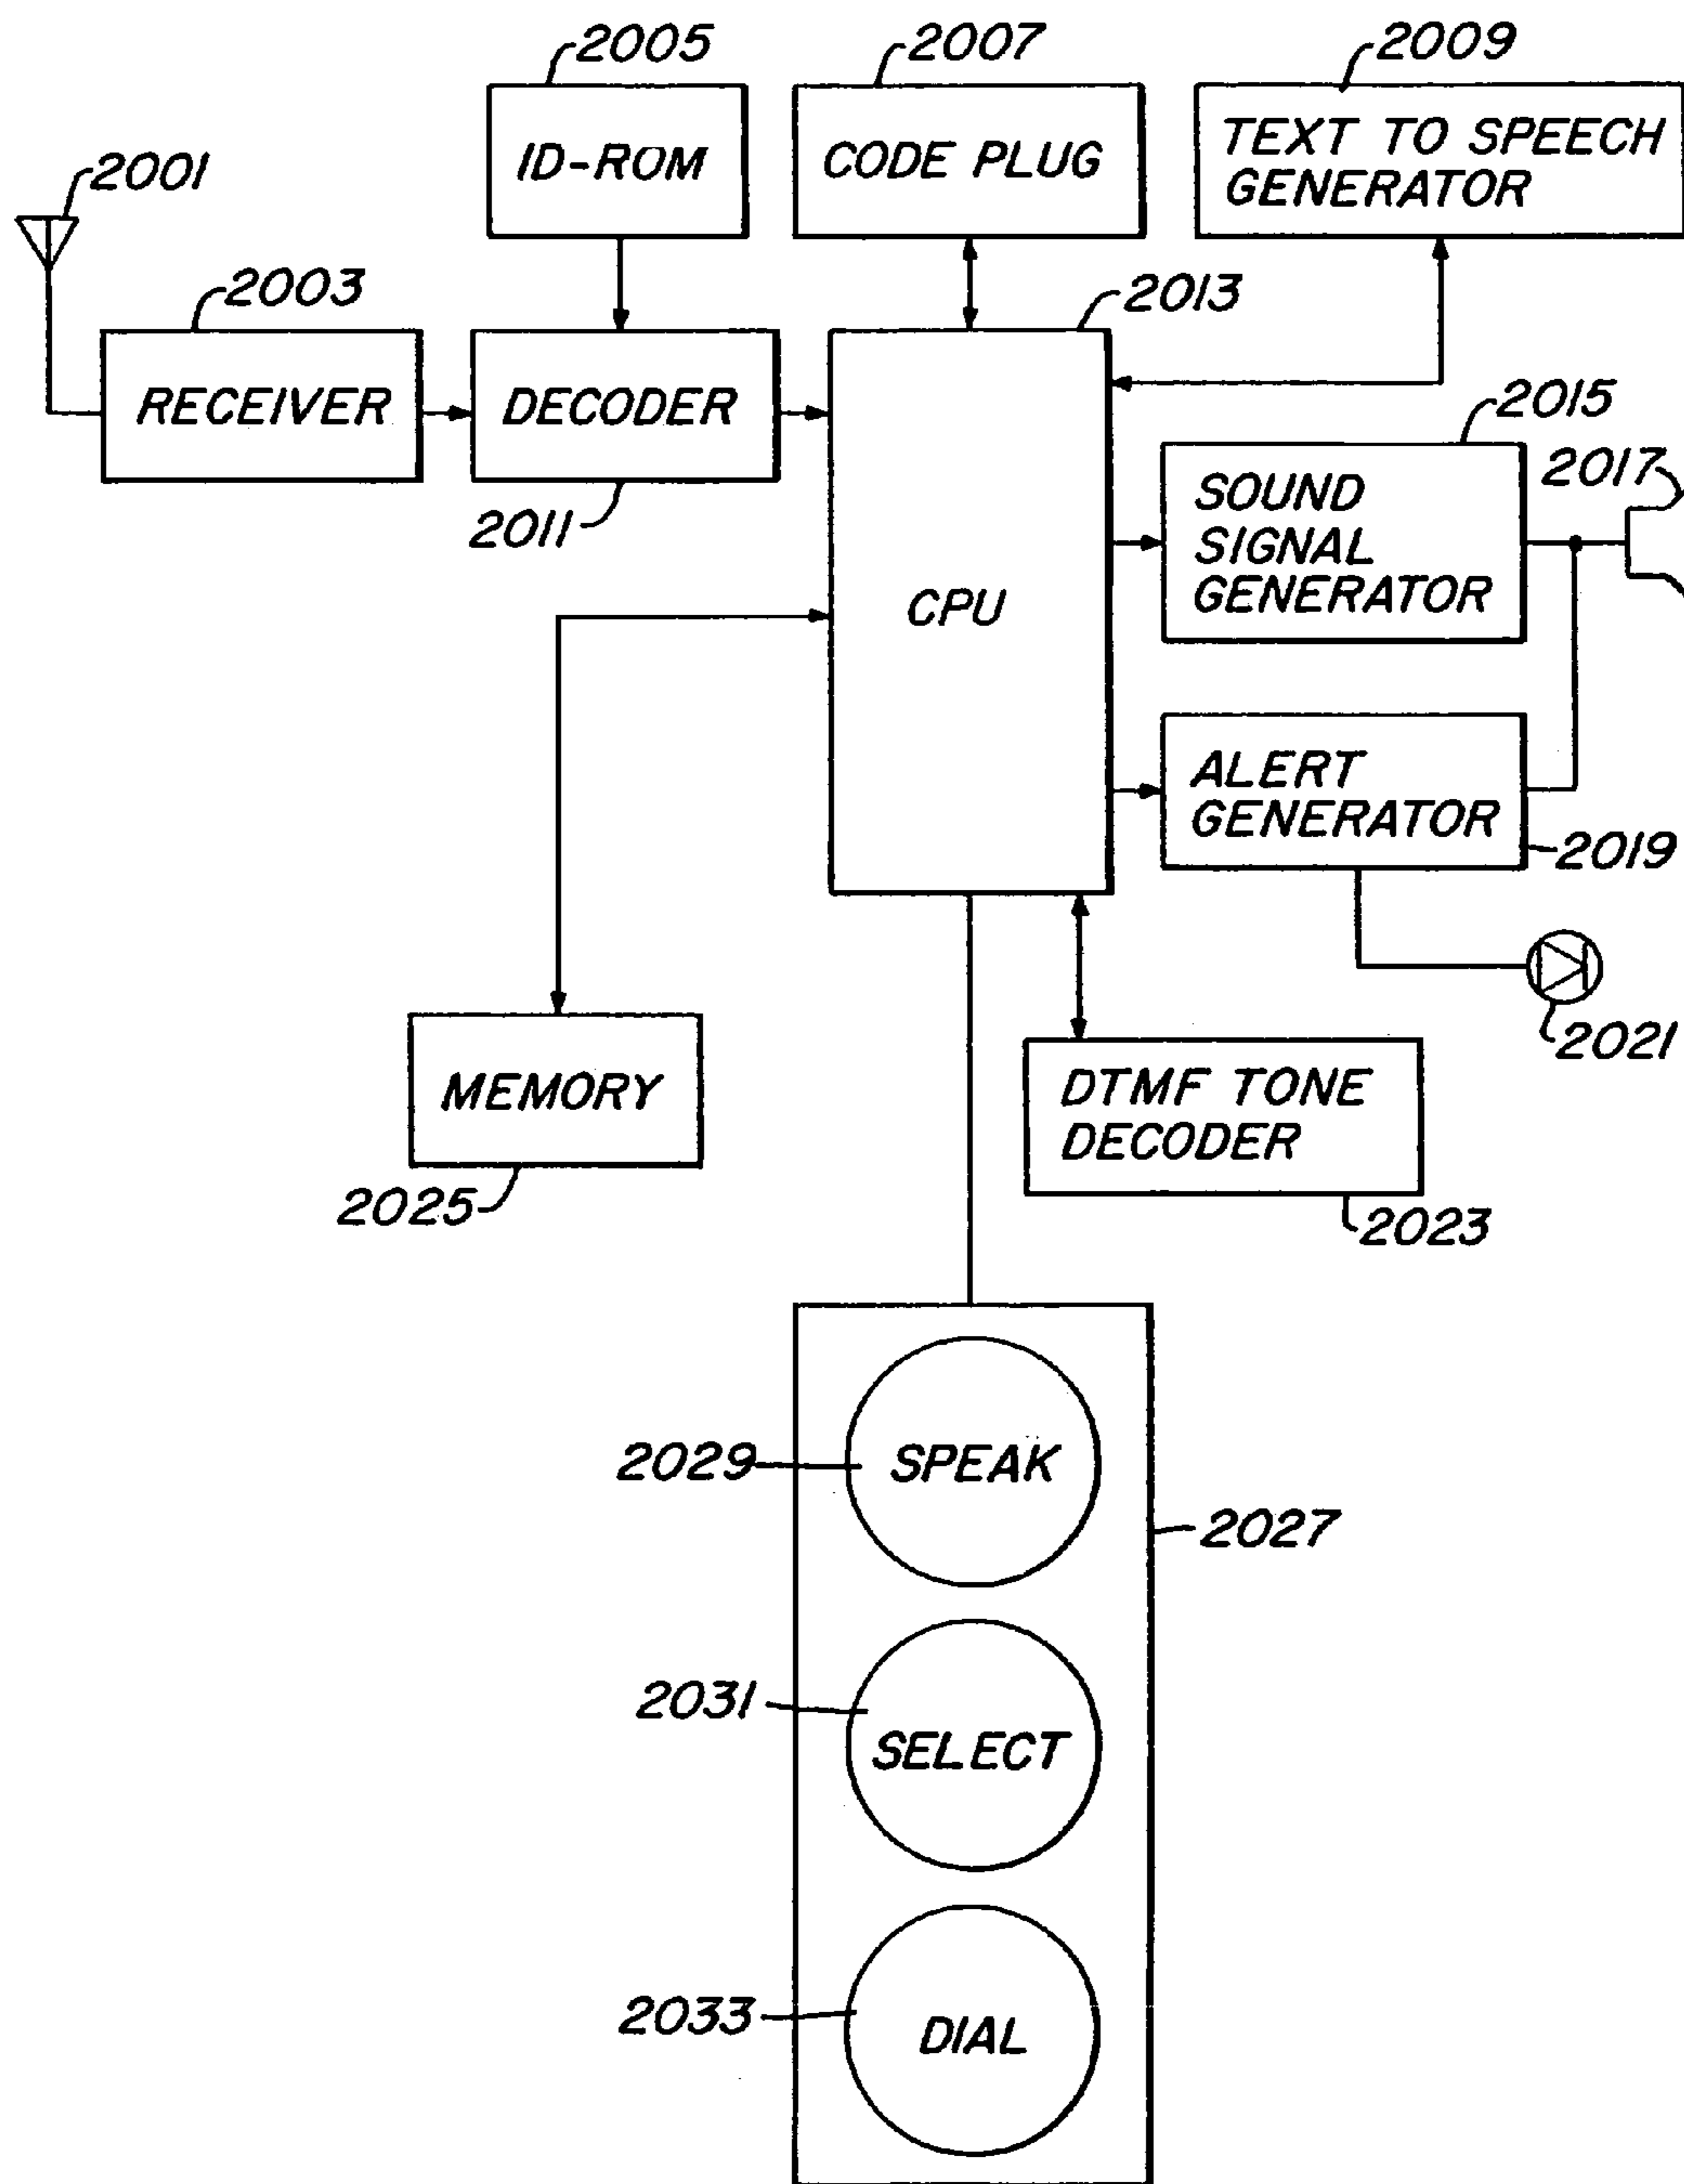 2005
2007
2009
2001
ID-ROM
CODE PLUG
TEXT TO SPEECH
GENERATOR
2003
2013
RECEIVER
DECODER
2015
2017
2011
SOUND
SIGNAL
GENERATOR
CPU
ALERT
GENERATOR
2019
2021
MEMORY
DTMF TONE
DECODER
2025
2023
2029
SPEAK
2027
2031
SELECT
2033
DIAL